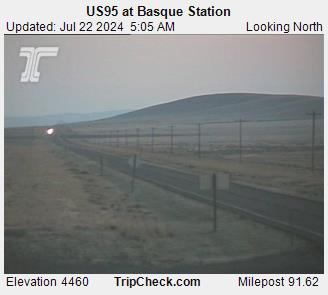 US95 at Basque Station
Updated: Jul 22 2024 5:05 AM Looking North
Elevation 4460 TripCheck.com Milepost 91.62